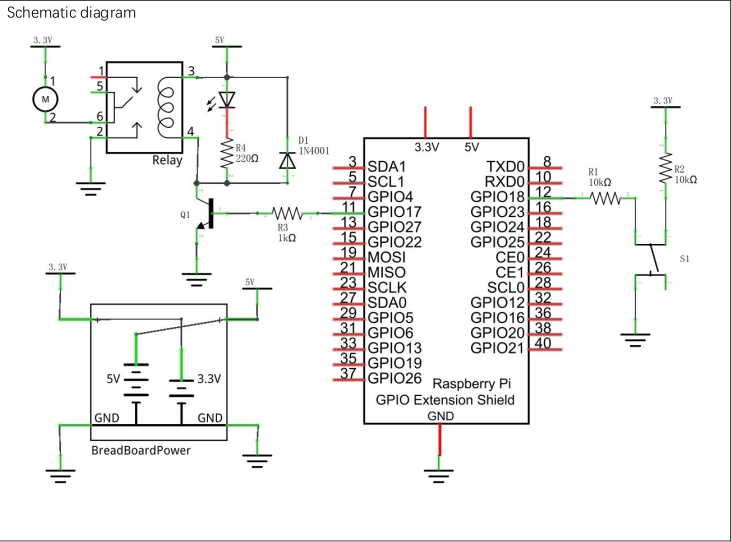 Schematic diagram
3.3V
5V
1
M
2
1
5
6
2
3
4
Relay
R4
220Ω
D1
1N4001
Q1
R3
1kΩ
3.3V
5V
5V
3.3V
GND
GND
BreadBoardPower
3.3V
5V
3 SDA1
5 SCL1
7 GPIO4
11 GPIO17
13 GPIO27
15 GPIO22
19 MOSI
21 MISO
23 SCLK
27 SDA0
29 GPIO5
31 GPIO6
33 GPIO13
35 GPIO19
37 GPIO26
TXD0 8
RXD0 10
GPIO18 12
GPIO23 16
GPIO24 18
GPIO25 22
CE0 24
CE1 26
SCL0 28
GPIO12 32
GPIO16 36
GPIO20 38
GPIO21 40
Raspberry Pi
GPIO Extension Shield
GND
3.3V
R1
10kΩ
R2
10kΩ
S1